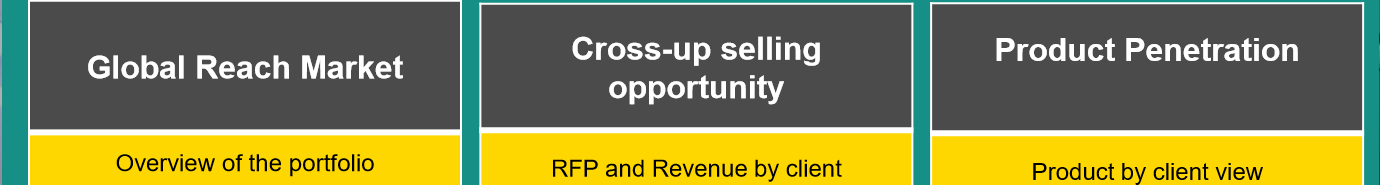 Global Reach Market
Cross-up selling
opportunity
Product Penetration
Overview of the portfolio
RFP and Revenue by client
Product by client view